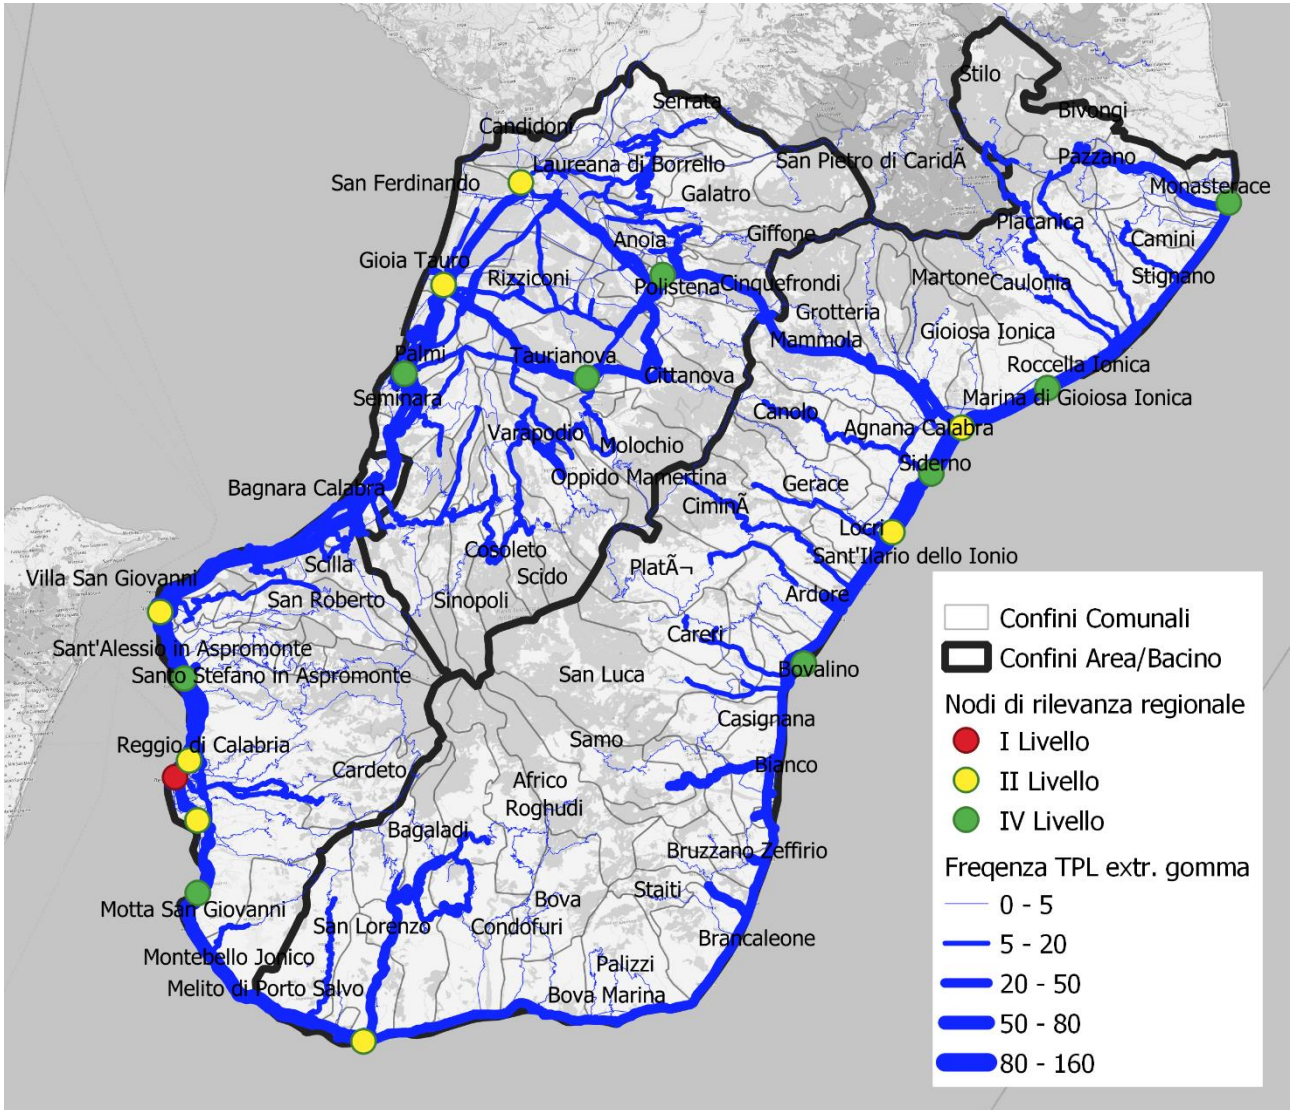 Stilo
Serrata
Bivongi
Candidoni
Laureana di Borrello
San Pietro di CaridÃ
Pazzano
San Ferdinando
Galatro
Monasterace
Placanica
Anoia
Giffone
Camini
Gioia Tauro
Rizziconi
Polistena
Cinquefrondi
Martone
Caulonia
Stignano
Grotteria
Mammola
Gioiosa Ionica
Palmi
Taurianova
Cittanova
Roccella Ionica
Seminara
Marina di Gioiosa Ionica
Canolo
Agnana Calabra
Varapodio
Molochio
Siderno
Oppido Mamertina
Bagnara Calabra
Gerace
CiminÃ
Locri
Cosoleto
Sant'Ilario dello Ionio
Scilla
PlatÃ¬
Villa San Giovanni
Scido
San Roberto
Sinopoli
Ardore
Careri
Sant'Alessio in Aspromonte
Santo Stefano in Aspromonte
San Luca
Bovalino
Casignana
Reggio di Calabria
Samo
Cardeto
Africo
Bianco
Roghudi
Bagaladi
Bruzzano Zeffirio
Staiti
Bova
Motta San Giovanni
San Lorenzo
Condofuri
Brancaleone
Montebello Jonico
Palizzi
Melito di Porto Salvo
Bova Marina
Confini Comunali
Confini Area/Bacino
Nodi di rilevanza regionale
I Livello
II Livello
IV Livello
Freqenza TPL extr. gomma
0 - 5
5 - 20
20 - 50
50 - 80
80 - 160